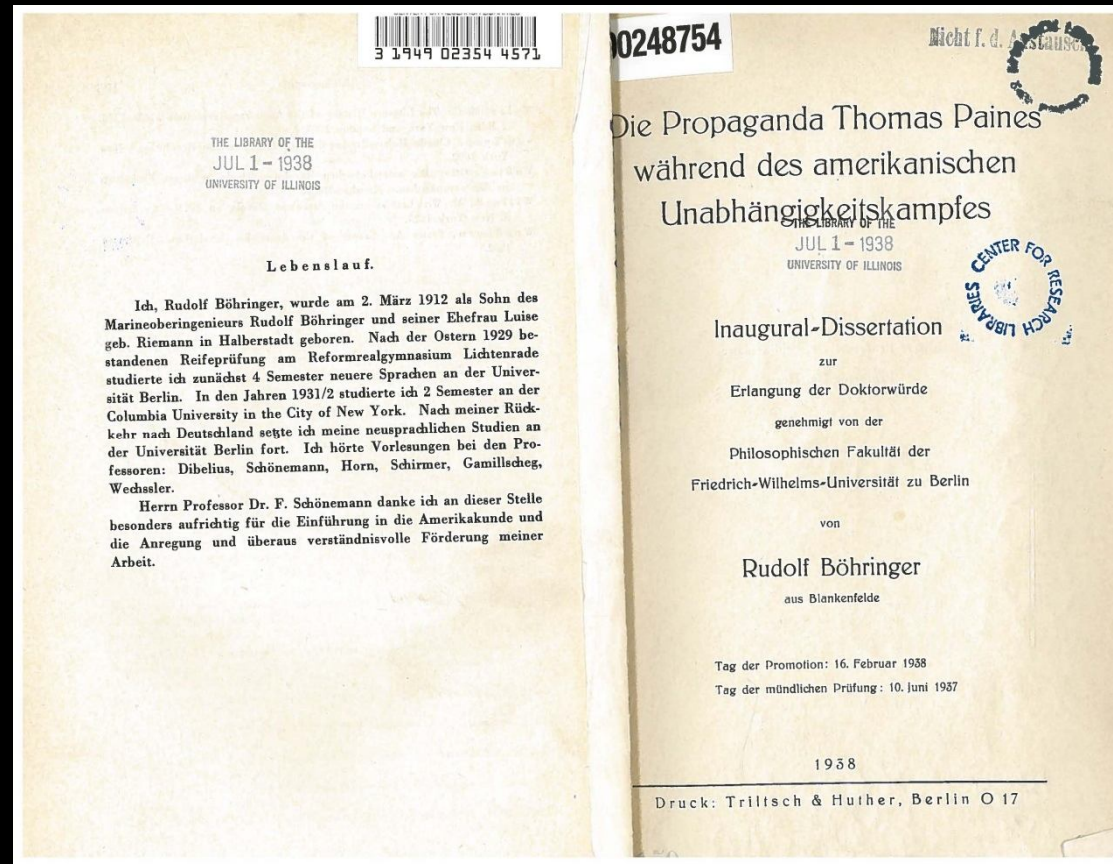 3 1949 02354 4571
THE LIBRARY OF THE
JUL 1 - 1938
UNIVERSITY OF ILLINOIS
Lebenslauf.
Ich, Rudolf Böhringer, wurde am 2. März 1912 als Sohn des
Marineoberingenieurs Rudolf Böhringer und seiner Ehefrau Luise
geb. Riemann in Halberstadt geboren. Nach der Ostern 1929 be-
standenen Reifeprüfung am Reformrealgymnasium Lichtenrade
studierte ich zunächst 4 Semester neuere Sprachen an der Univer-
sität Berlin. In den Jahren 1931/2 studierte ich 2 Semester an der
Columbia University in the City of New York. Nach meiner Rück-
kehr nach Deutschland setzte ich meine neusprachlichen Studien an
der Universität Berlin fort. Ich hörte Vorlesungen bei den Pro-
fessoren: Dibelius, Schönemann, Horn, Schirmer, Gamillscheg,
Wechssler.
Herrn Professor Dr. F. Schönemann danke ich an dieser Stelle
besonders aufrichtig für die Einführung in die Amerikakunde und
die Anregung und überaus verständnisvolle Förderung meiner
Arbeit.
00248754
Nicht f. d. Austausch
Die Propaganda Thomas Paines
während des amerikanischen
Unabhängigkeitskampfes
THE LIBRARY OF THE
JUL 1 - 1938
UNIVERSITY OF ILLINOIS
CENTER FOR RESEARCH LIBRARIES
Inaugural-Dissertation
zur
Erlangung der Doktorwürde
genehmigt von der
Philosophischen Fakultät der
Friedrich-Wilhelms-Universität zu Berlin
von
Rudolf Böhringer
aus Blankenfelde
Tag der Promotion: 16. Februar 1938
Tag der mündlichen Prüfung: 10. Juni 1937
1938
Druck: Triltsch & Huther, Berlin O 17